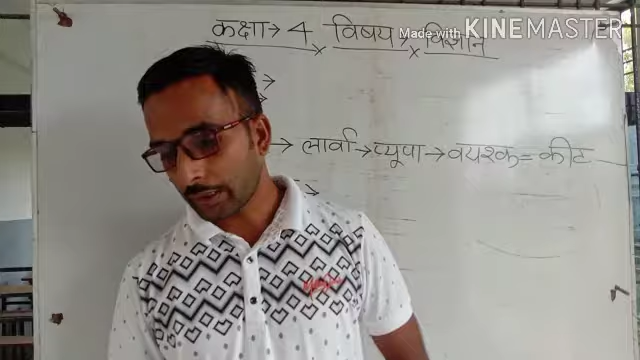 कक्षा → 4 विषय → विज्ञान
Made with KINEMASTER
→
→ लार्वा → प्यूपा → वयस्क = कीट
→